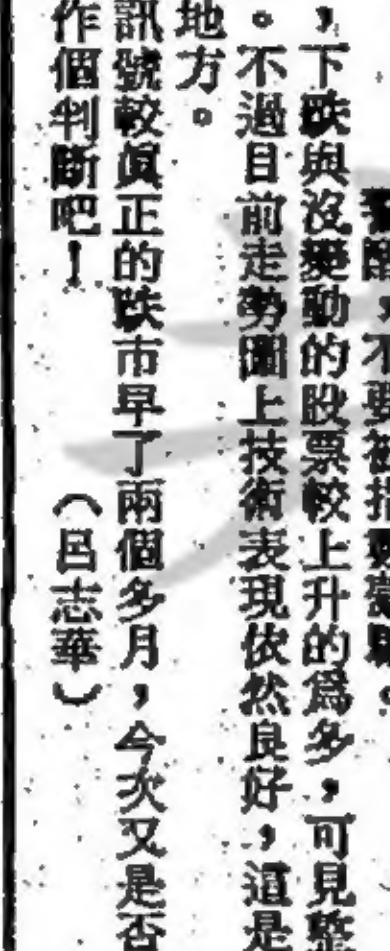 醒，不要被指數蒙騙，
，下跌與沒變動的股票較上升的爲多，可見整
。不過目前走勢圖上技術表現依然良好，這是
地方。
訊號較眞正的跌市早了兩個多月，今次又是否
作個判斷吧！　（呂志華）